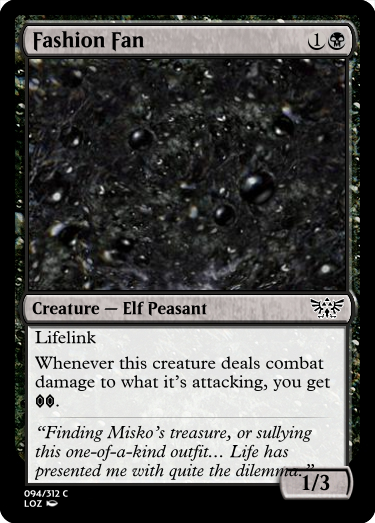 Fashion Fan 1
Creature — Elf Peasant
Lifelink
Whenever this creature deals combat
damage to what it's attacking, you get
.
“Finding Misko's treasure, or sullying
this one-of-a-kind outfit… Life has
presented me with quite the dilemma.”
1/3
094/312 C
LOZ